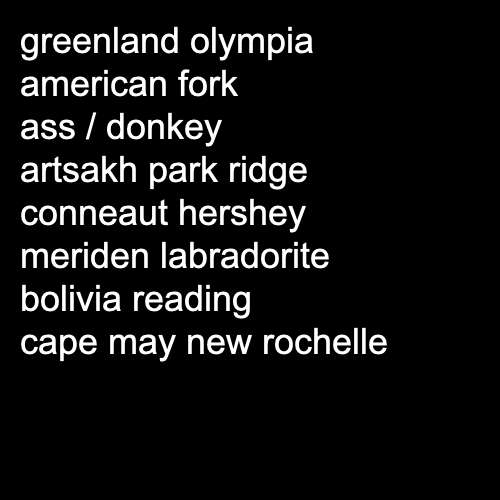 greenland olympia
american fork
ass / donkey
artsakh park ridge
conneaut hershey
meriden labradorite
bolivia reading
cape may new rochelle